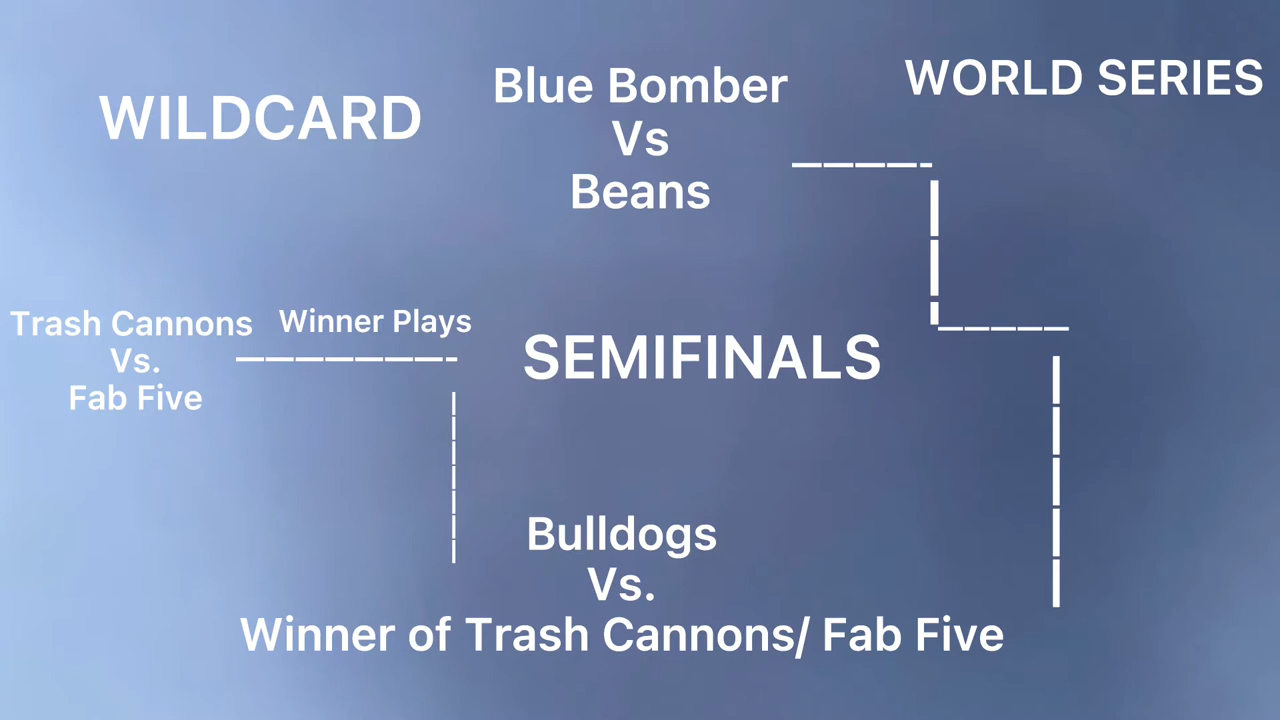 WILDCARD
Blue Bomber
Vs
Beans
WORLD SERIES
Trash Cannons
Vs.
Fab Five
Winner Plays
SEMIFINALS
Bulldogs
Vs.
Winner of Trash Cannons/ Fab Five